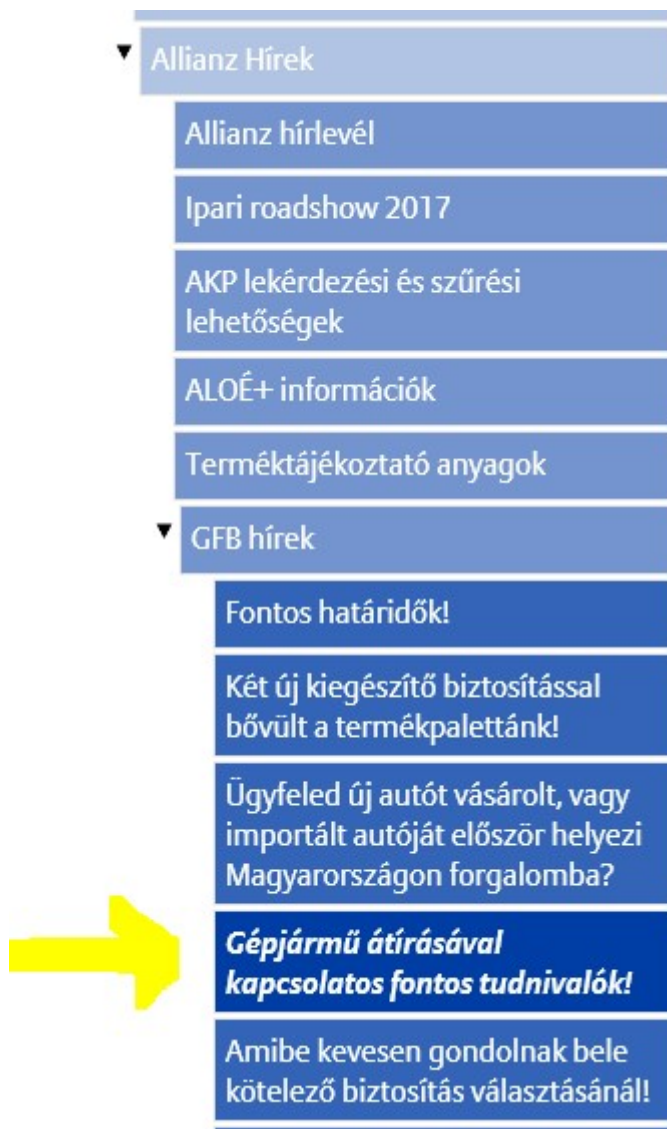 Allianz Hírek
Allianz hírlevél
Ipari roadshow 2017
AKP lekérdezési és szűrési
lehetőségek
ALOÉ+ információk
Terméktájékoztató anyagok
GFB hírek
Fontos határidők!
Két új kiegészítő biztosítással
bővült a termékpalettánk!
Ügyfeled új autót vásárolt, vagy
importált autóját először helyezi
Magyarországon forgalomba?
Gépjármű átírásával
kapcsolatos fontos tudnivalók!
Amibe kevesen gondolnak bele
kötelező biztosítás választásánál!